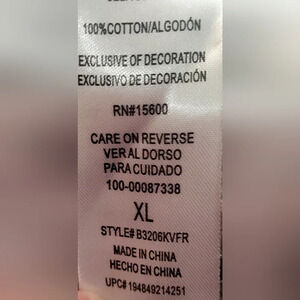 100%COTTON/ALGODÓN
EXCLUSIVE OF DECORATION
EXCLUSIVO DE DECORACIÓN
RN#15600
CARE ON REVERSE
VER AL DORSO
PARA CUIDADO
100-00087338
XL
STYLE# B3206KVFR
MADE IN CHINA
HECHO EN CHINA
UPC# 194849214251